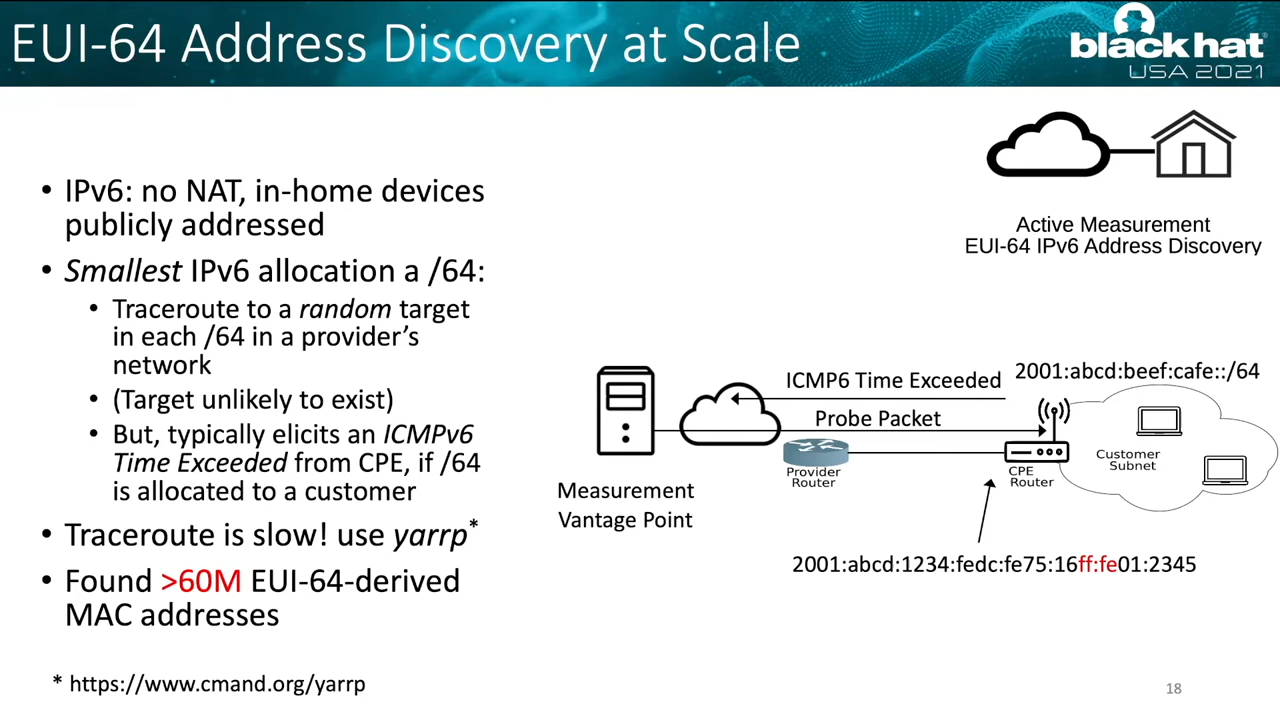 EUI-64 Address Discovery at Scale
black hat
USA 2021
• IPv6: no NAT, in-home devices
publicly addressed
• Smallest IPv6 allocation a /64:
• Traceroute to a random target
in each /64 in a provider's
network
• (Target unlikely to exist)
• But, typically elicits an ICMPv6
Time Exceeded from CPE, if /64
is allocated to a customer
• Traceroute is slow! use yarrp*
• Found >60M EUI-64-derived
MAC addresses
* https://www.cmand.org/yarrp
Active Measurement
EUI-64 IPv6 Address Discovery
2001:abcd:beef:cafe::/64
ICMP6 Time Exceeded
Probe Packet
Provider
Router
CPE
Router
Customer
Subnet
Measurement
Vantage Point
2001:abcd:1234:fedc:fe75:16ff:fe01:2345
18